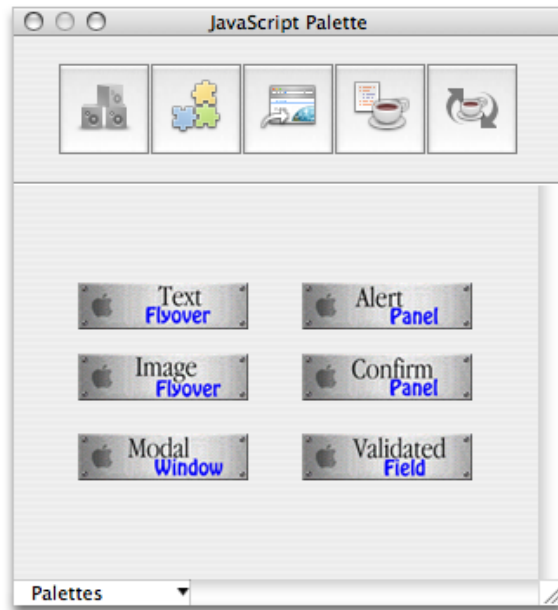 JavaScript Palette
Text
Flyover
Alert
Panel
Image
Flyover
Confirm
Panel
Modal
Window
Validated
Field
Palettes